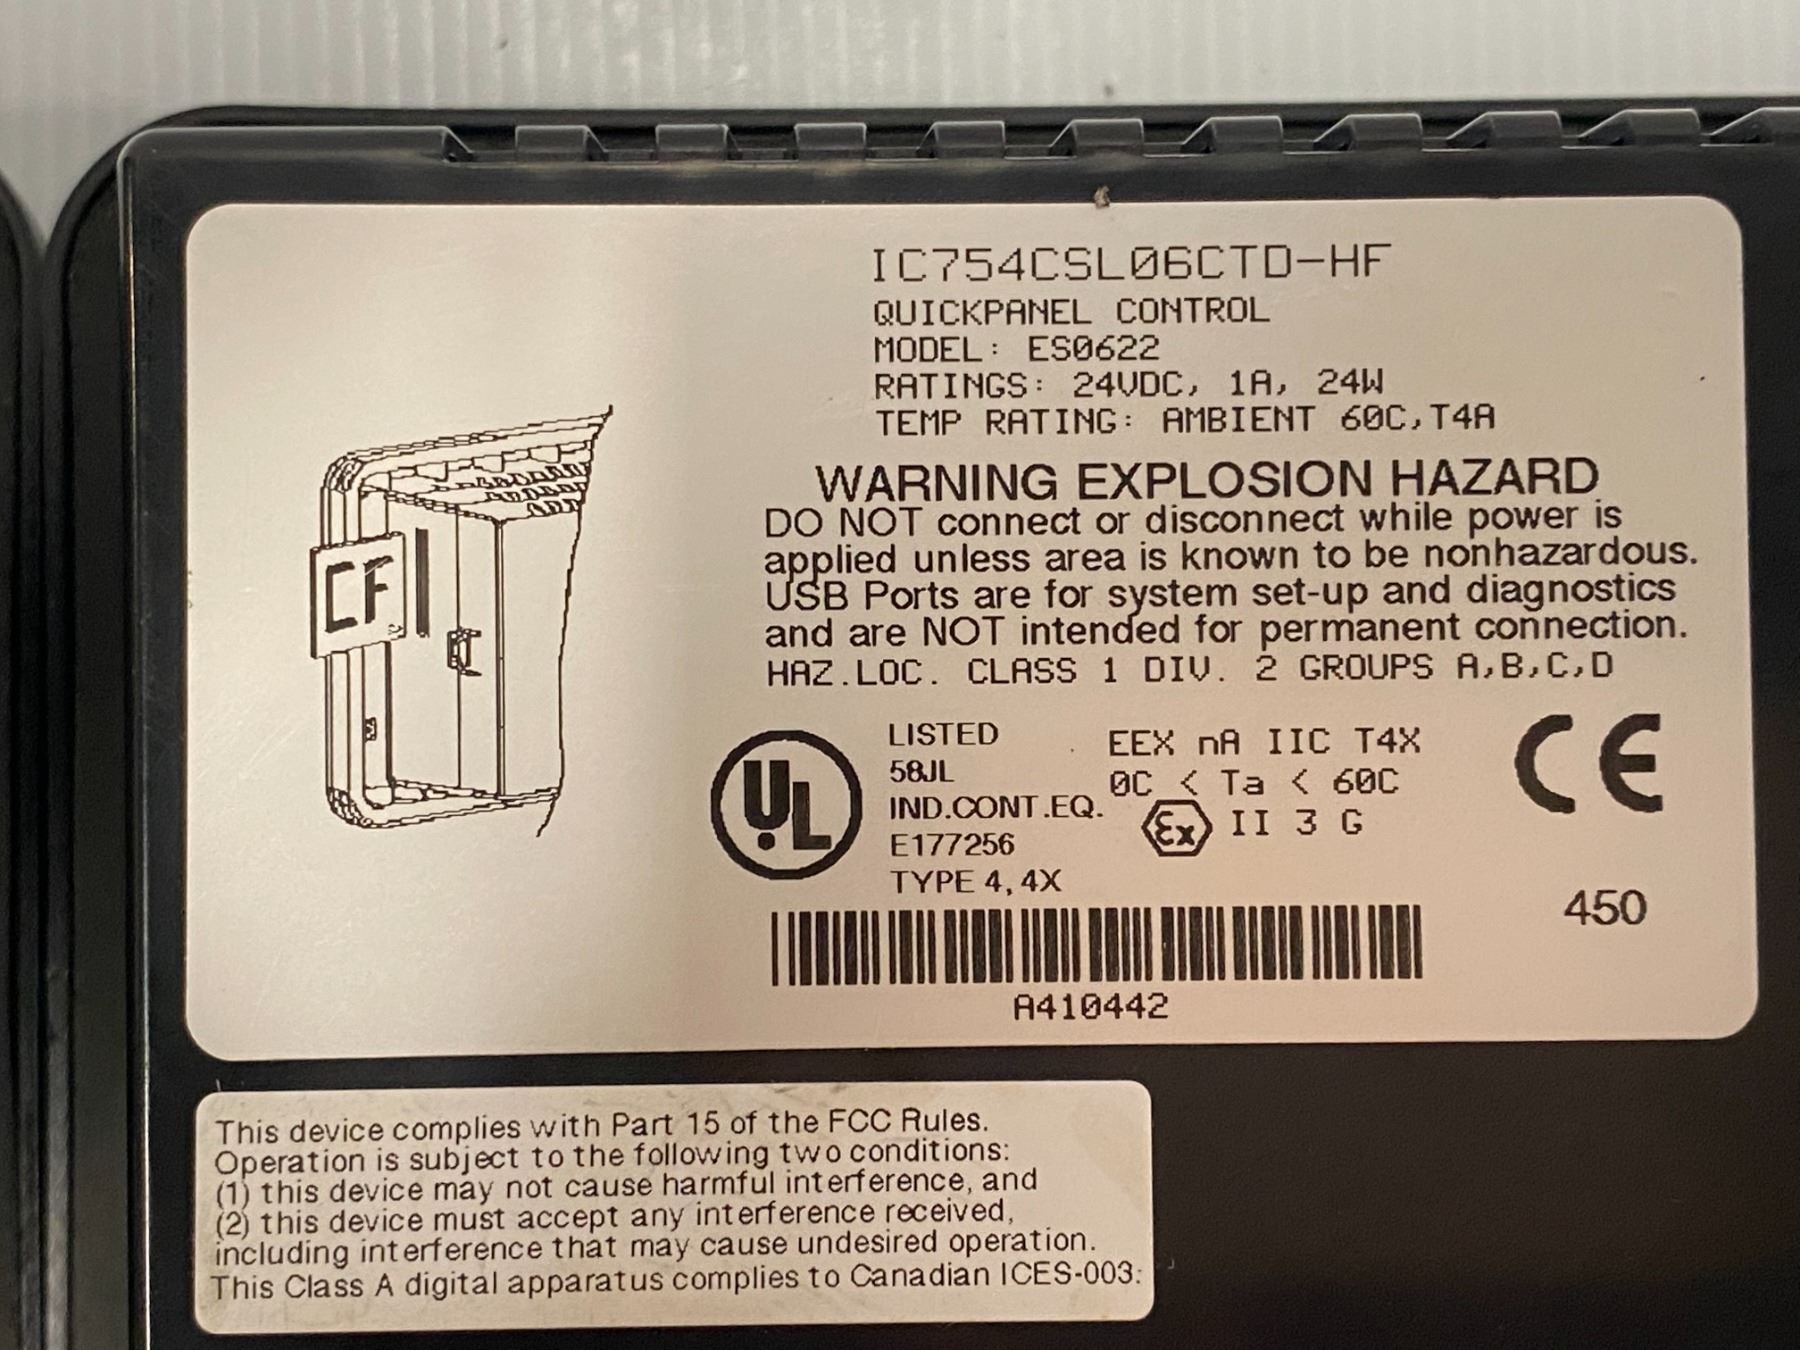 IC754CSL06CTD-HF
QUICKPANEL CONTROL
MODEL: ES0622
RATINGS: 24VDC, 1A, 24W
TEMP RATING: AMBIENT 60C,T4A
WARNING EXPLOSION HAZARD
DO NOT connect or disconnect while power is
applied unless area is known to be nonhazardous.
USB Ports are for system set-up and diagnostics
and are NOT intended for permanent connection.
HAZ.LOC. CLASS 1 DIV. 2 GROUPS A,B,C,D
CF
UL
LISTED
58JL
IND.CONT.EQ.
E177256
TYPE 4, 4X
EEX nA IIC T4X
0C < Ta < 60C
Ex II 3 G
CE
450
A410442
This device complies with Part 15 of the FCC Rules.
Operation is subject to the following two conditions:
(1) this device may not cause harmful interference, and
(2) this device must accept any interference received,
including interference that may cause undesired operation.
This Class A digital apparatus complies to Canadian ICES-003.